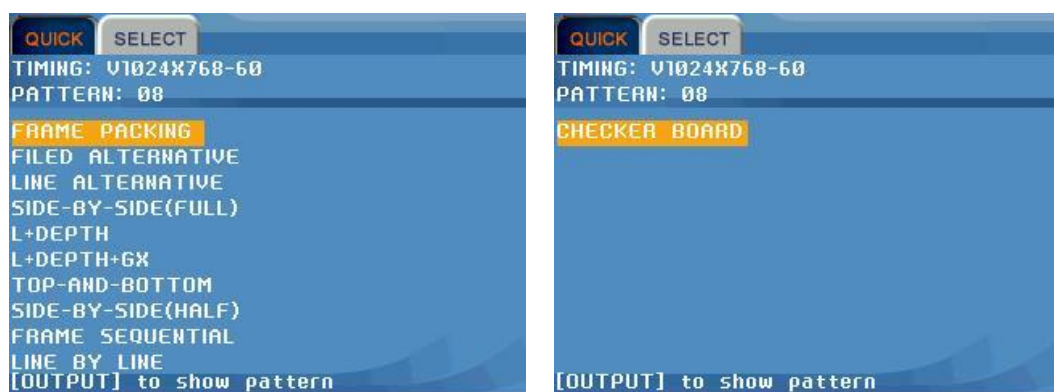 QUICK SELECT
TIMING: V1024X768-60
PATTERN: 08
FRAME PACKING
FILED ALTERNATIVE
LINE ALTERNATIVE
SIDE-BY-SIDE(FULL)
L+DEPTH
L+DEPTH+GX
TOP-AND-BOTTOM
SIDE-BY-SIDE(HALF)
FRAME SEQUENTIAL
LINE BY LINE
[OUTPUT] to show pattern
QUICK SELECT
TIMING: V1024X768-60
PATTERN: 08
CHECKER BOARD
[OUTPUT] to show pattern